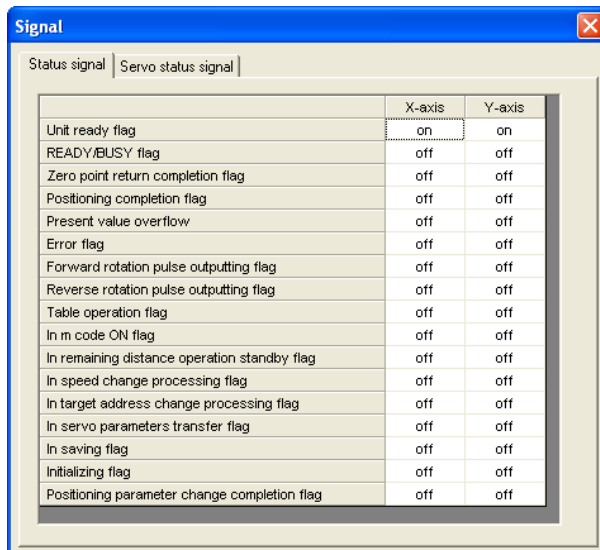 Signal
Status signal Servo status signal
X-axis Y-axis
Unit ready flag on on
READY/BUSY flag off off
Zero point return completion flag off off
Positioning completion flag off off
Present value overflow off off
Error flag off off
Forward rotation pulse outputting flag off off
Reverse rotation pulse outputting flag off off
Table operation flag off off
In m code ON flag off off
In remaining distance operation standby flag off off
In speed change processing flag off off
In target address change processing flag off off
In servo parameters transfer flag off off
In saving flag off off
Initializing flag off off
Positioning parameter change completion flag off off